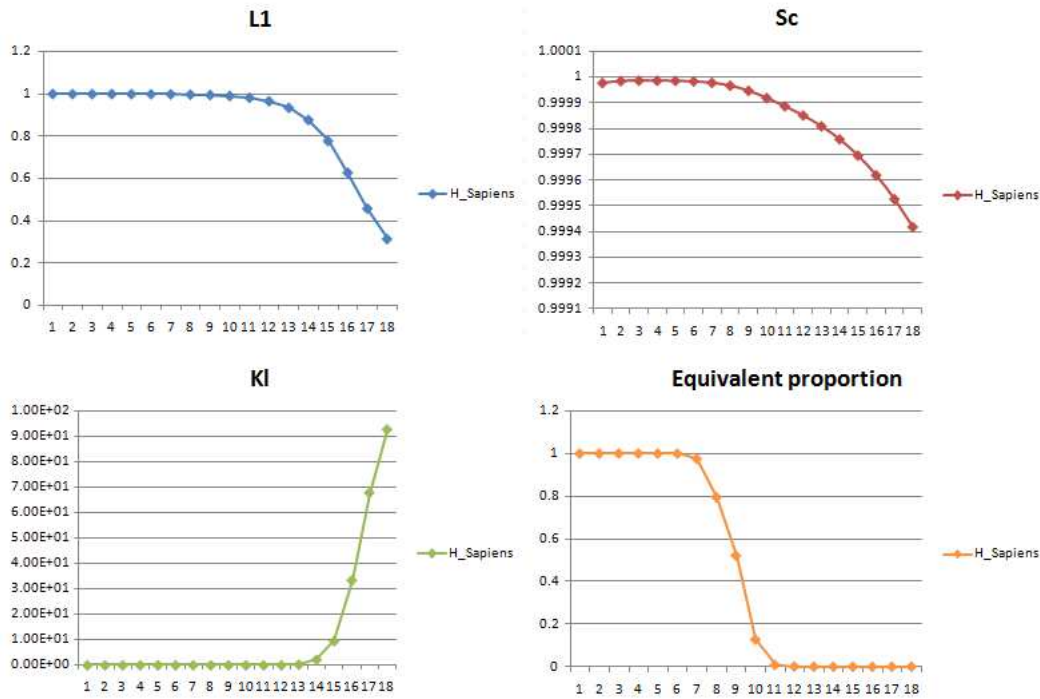 L1
1.2
1
0.8
0.6
0.4
0.2
0
1 2 3 4 5 6 7 8 9 10 11 12 13 14 15 16 17 18
H_Sapiens
Sc
1.0001
1
0.9999
0.9998
0.9997
0.9996
0.9995
0.9994
0.9993
0.9992
0.9991
1 2 3 4 5 6 7 8 9 10 11 12 13 14 15 16 17 18
H_Sapiens
Kl
1.00E+02
9.00E+01
8.00E+01
7.00E+01
6.00E+01
5.00E+01
4.00E+01
3.00E+01
2.00E+01
1.00E+01
0.00E+00
1 2 3 4 5 6 7 8 9 10 11 12 13 14 15 16 17 18
H_Sapiens
Equivalent proportion
1.2
1
0.8
0.6
0.4
0.2
0
1 2 3 4 5 6 7 8 9 10 11 12 13 14 15 16 17 18
H_Sapiens